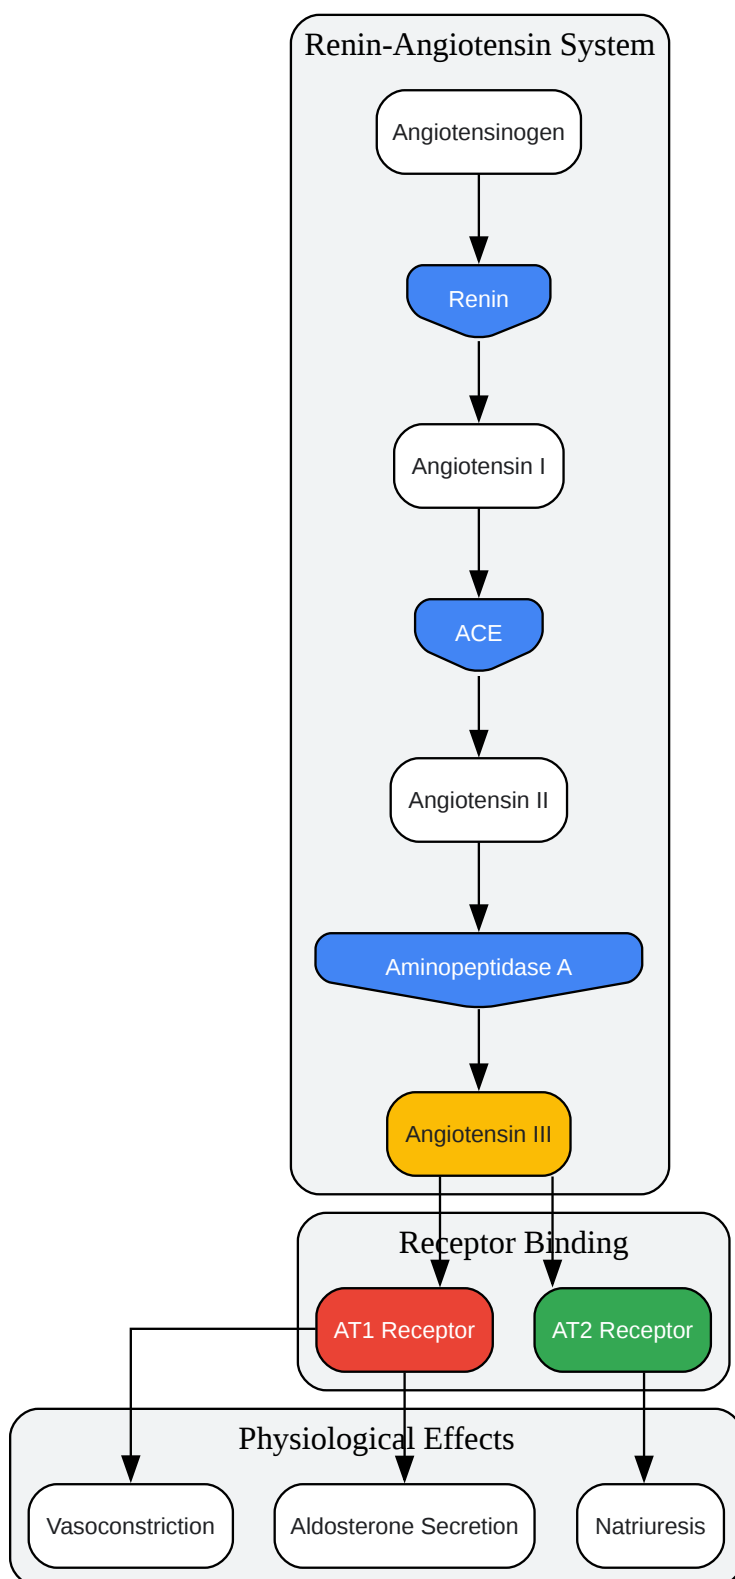 Renin-Angiotensin System
Angiotensinogen
Renin
Angiotensin I
ACE
Angiotensin II
Aminopeptidase A
Angiotensin III
Receptor Binding
AT1 Receptor
AT2 Receptor
Physiological Effects
Vasoconstriction
Aldosterone Secretion
Natriuresis